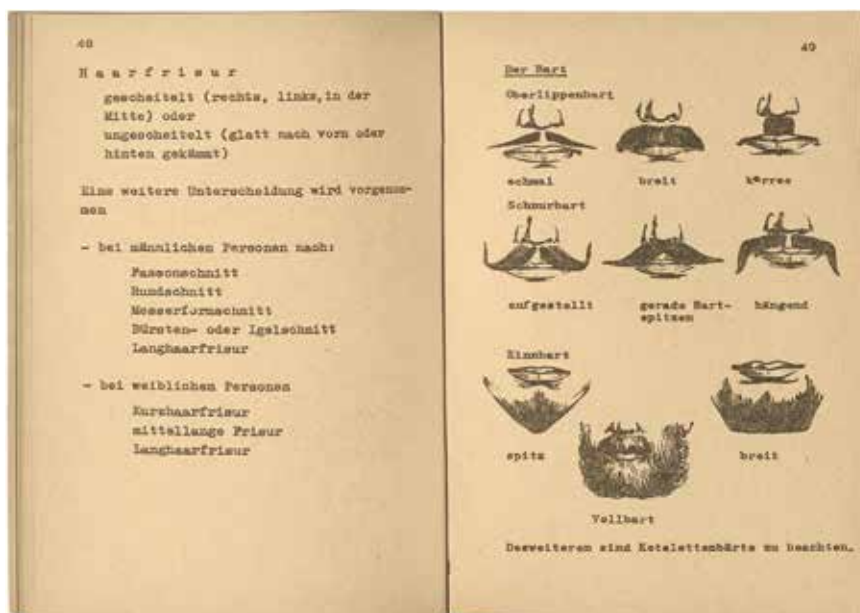 48
Haarfrisur
gescheitelt (rechts, links, in der
Mitte) oder
ungescheitelt (glatt nach vorn oder
hinten gekämmt)
Eine weitere Unterscheidung wird vorgenom-
men
- bei männlichen Personen nach:
Fassonschnitt
Rundschnitt
Messerformschnitt
Bürsten- oder Igelschnitt
Langhaarfrisur
- bei weiblichen Personen
Kurzhaarfrisur
mittellange Frisur
Langhaarfrisur
49
Der Bart
Oberlippenbart
schmal breit karree
Schnurbart
aufgestellt gerade Bart-
spitzen hängend
Kinnbart
spitz breit
Vollbart
Desweiteren sind Kotelettenbärte zu beachten.